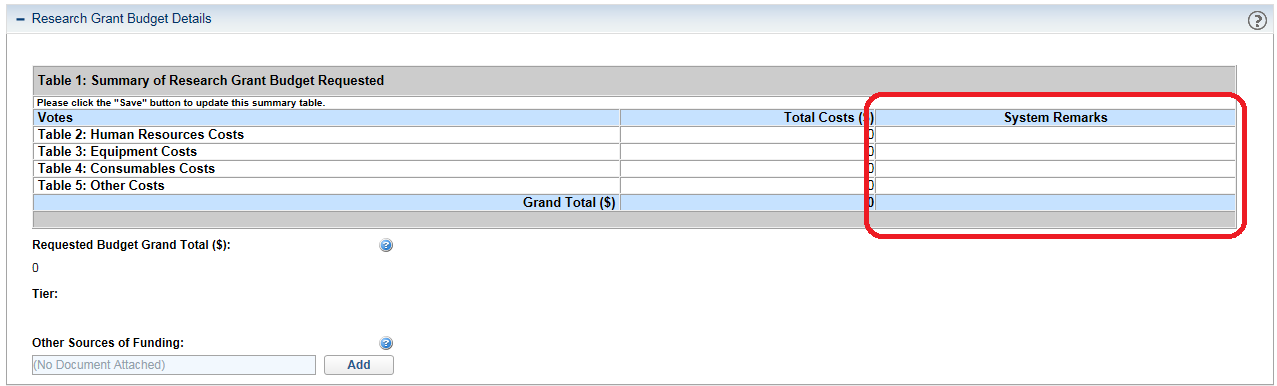 Research Grant Budget Details
Table 1: Summary of Research Grant Budget Requested
Please click the "Save" button to update this summary table.
Votes Total Costs ($) System Remarks
Table 2: Human Resources Costs 0
Table 3: Equipment Costs 0
Table 4: Consumables Costs 0
Table 5: Other Costs 0
Grand Total ($) 0
Requested Budget Grand Total ($): ?
0
Tier:
Other Sources of Funding: ?
(No Document Attached) Add